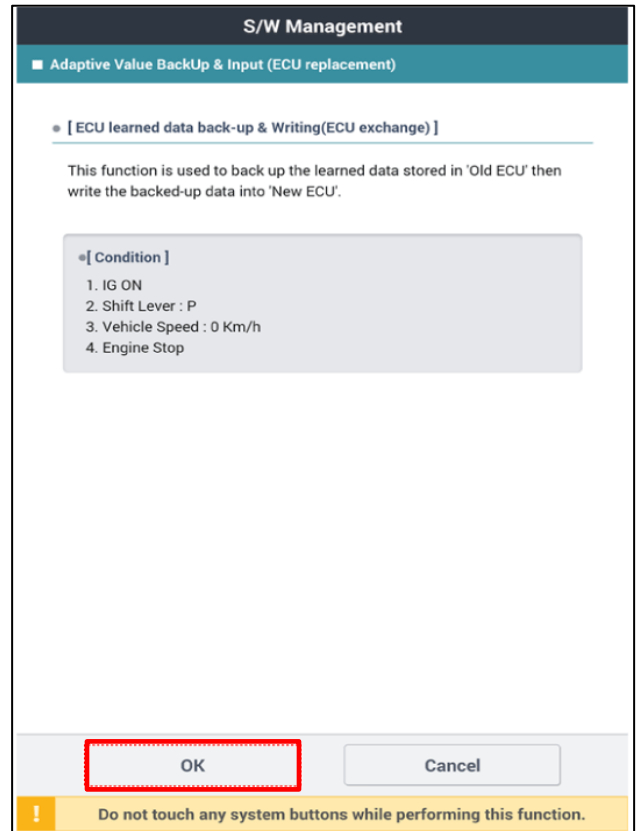 S/W Management
■ Adaptive Value BackUp & Input (ECU replacement)
● [ ECU learned data back-up & Writing(ECU exchange) ]
This function is used to back up the learned data stored in 'Old ECU' then
write the backed-up data into 'New ECU'.
●[ Condition ]
1. IG ON
2. Shift Lever : P
3. Vehicle Speed : 0 Km/h
4. Engine Stop
OK
Cancel
! Do not touch any system buttons while performing this function.